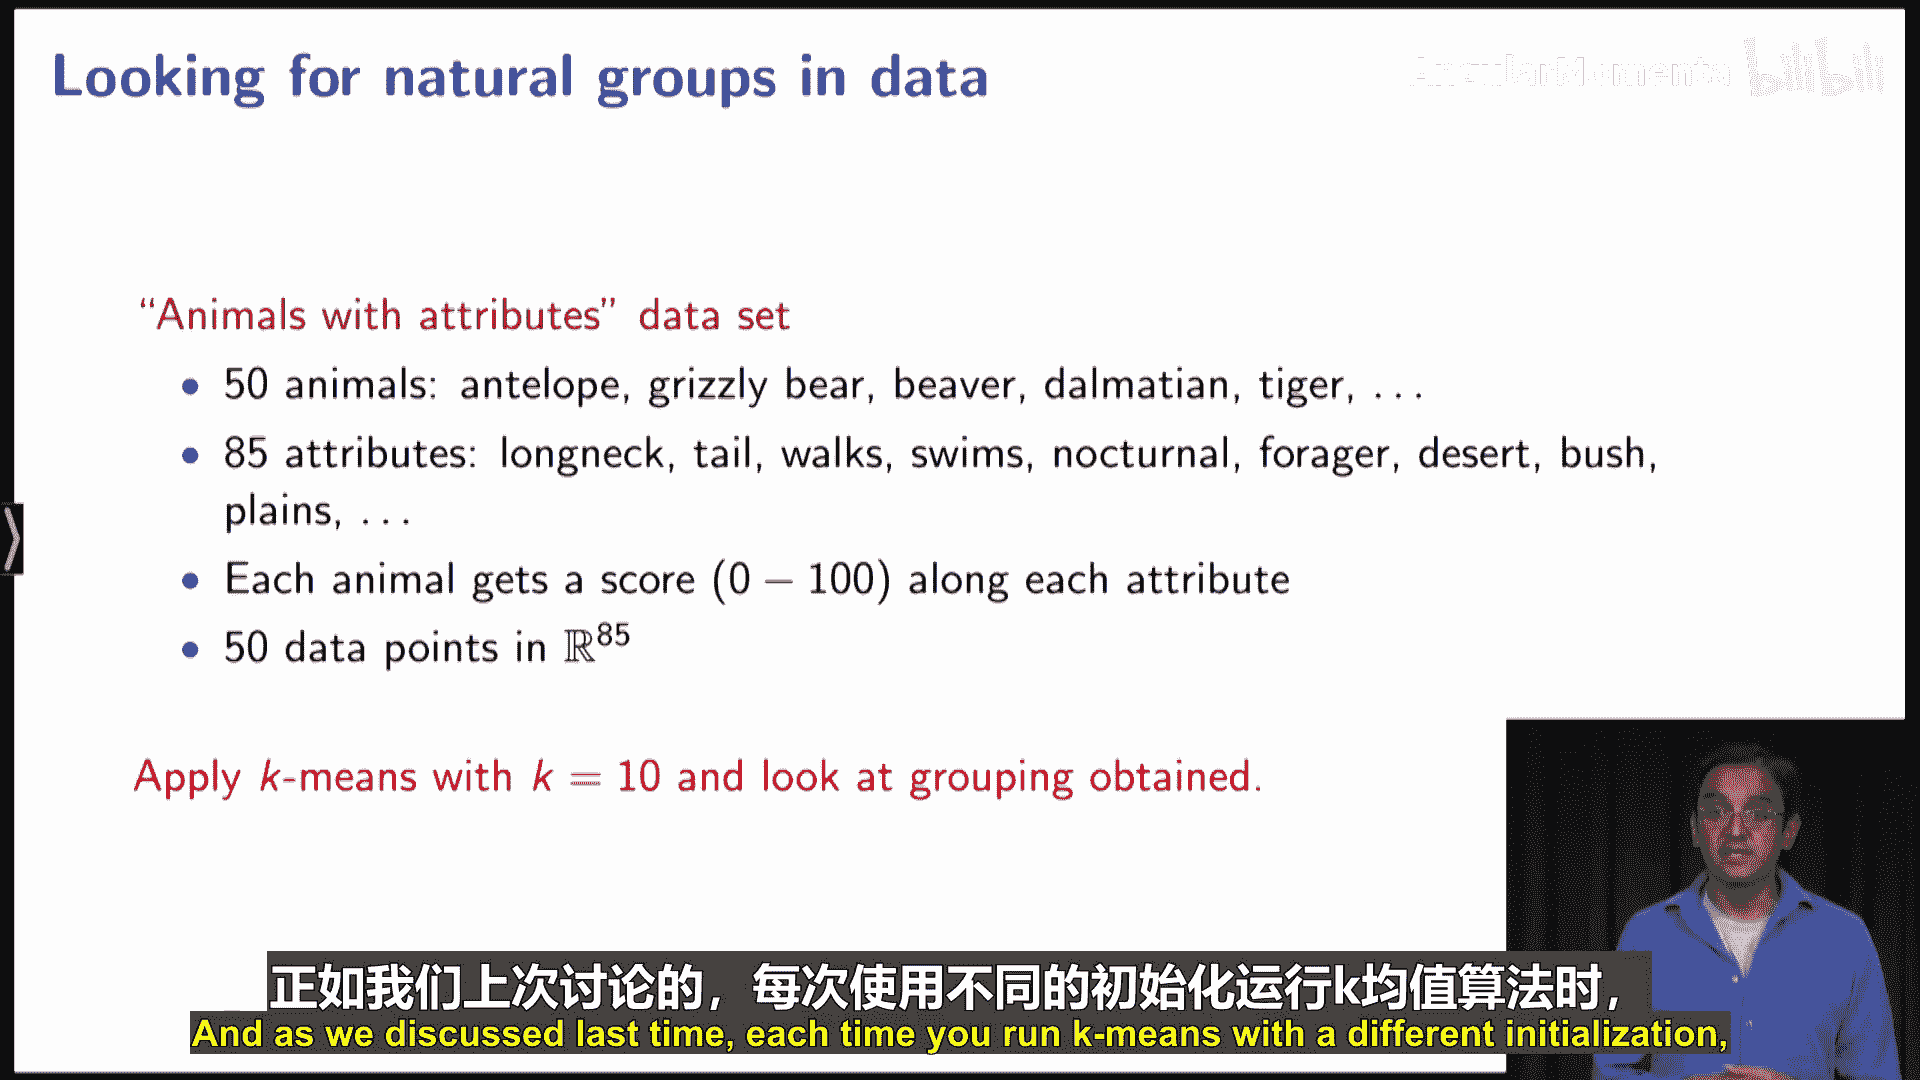 Looking for natural groups in data
bilibili
“Animals with attributes” data set
• 50 animals: antelope, grizzly bear, beaver, dalmatian, tiger, . . .
• 85 attributes: longneck, tail, walks, swims, nocturnal, forager, desert, bush,
plains, . . .
• Each animal gets a score (0 – 100) along each attribute
• 50 data points in ℝ⁸⁵
Apply k-means with k = 10 and look at grouping obtained.
正如我们上次讨论的，每次使用不同的初始化运行k均值算法时，
And as we discussed last time, each time you run k-means with a different initialization,